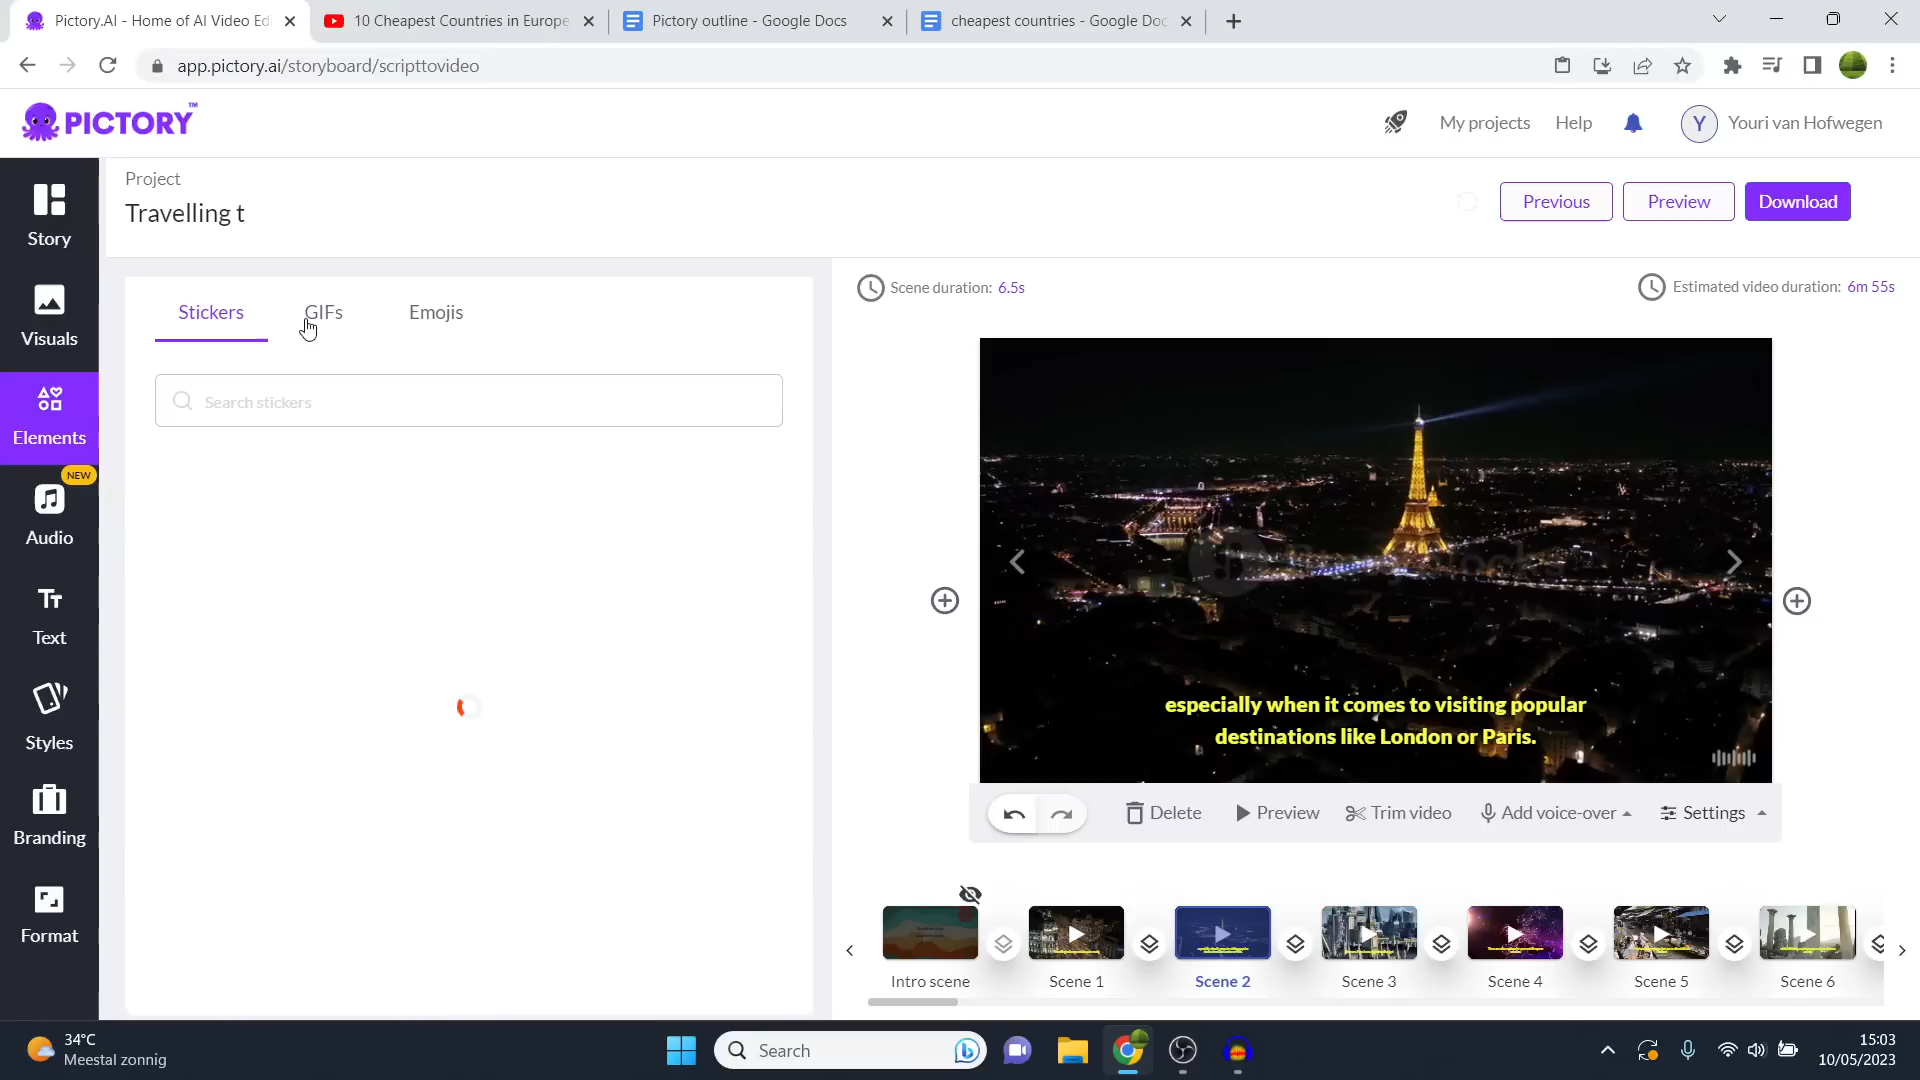 Pictory.AI - Home of AI Video Edi
10 Cheapest Countries in Europe
Pictory outline - Google Docs
cheapest countries - Google Doc
app.pictory.ai/storyboard/scripttovideo
PICTORY™
My projects
Help
Y
Youri van Hofwegen
Project
Travelling t
Previous
Preview
Download
Story
Visuals
Elements
NEW
Audio
Text
Styles
Branding
Format
Stickers
GIFs
Emojis
Search stickers
Scene duration: 6.5s
Estimated video duration: 6m 55s
especially when it comes to visiting popular
destinations like London or Paris.
Delete
Preview
Trim video
Add voice-over
Settings
Intro scene
Scene 1
Scene 2
Scene 3
Scene 4
Scene 5
Scene 6
34°C
Meestal zonnig
Search
15:03
10/05/2023